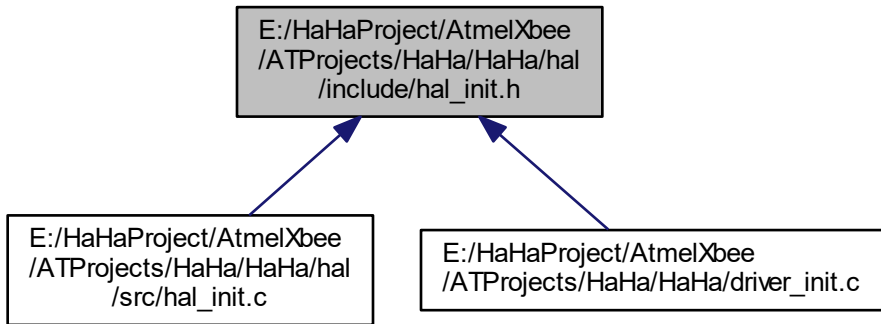 E:/HaHaProject/AtmelXbee
/ATProjects/HaHa/HaHa/hal
/include/hal_init.h
E:/HaHaProject/AtmelXbee
/ATProjects/HaHa/HaHa/hal
/src/hal_init.c
E:/HaHaProject/AtmelXbee
/ATProjects/HaHa/HaHa/driver_init.c